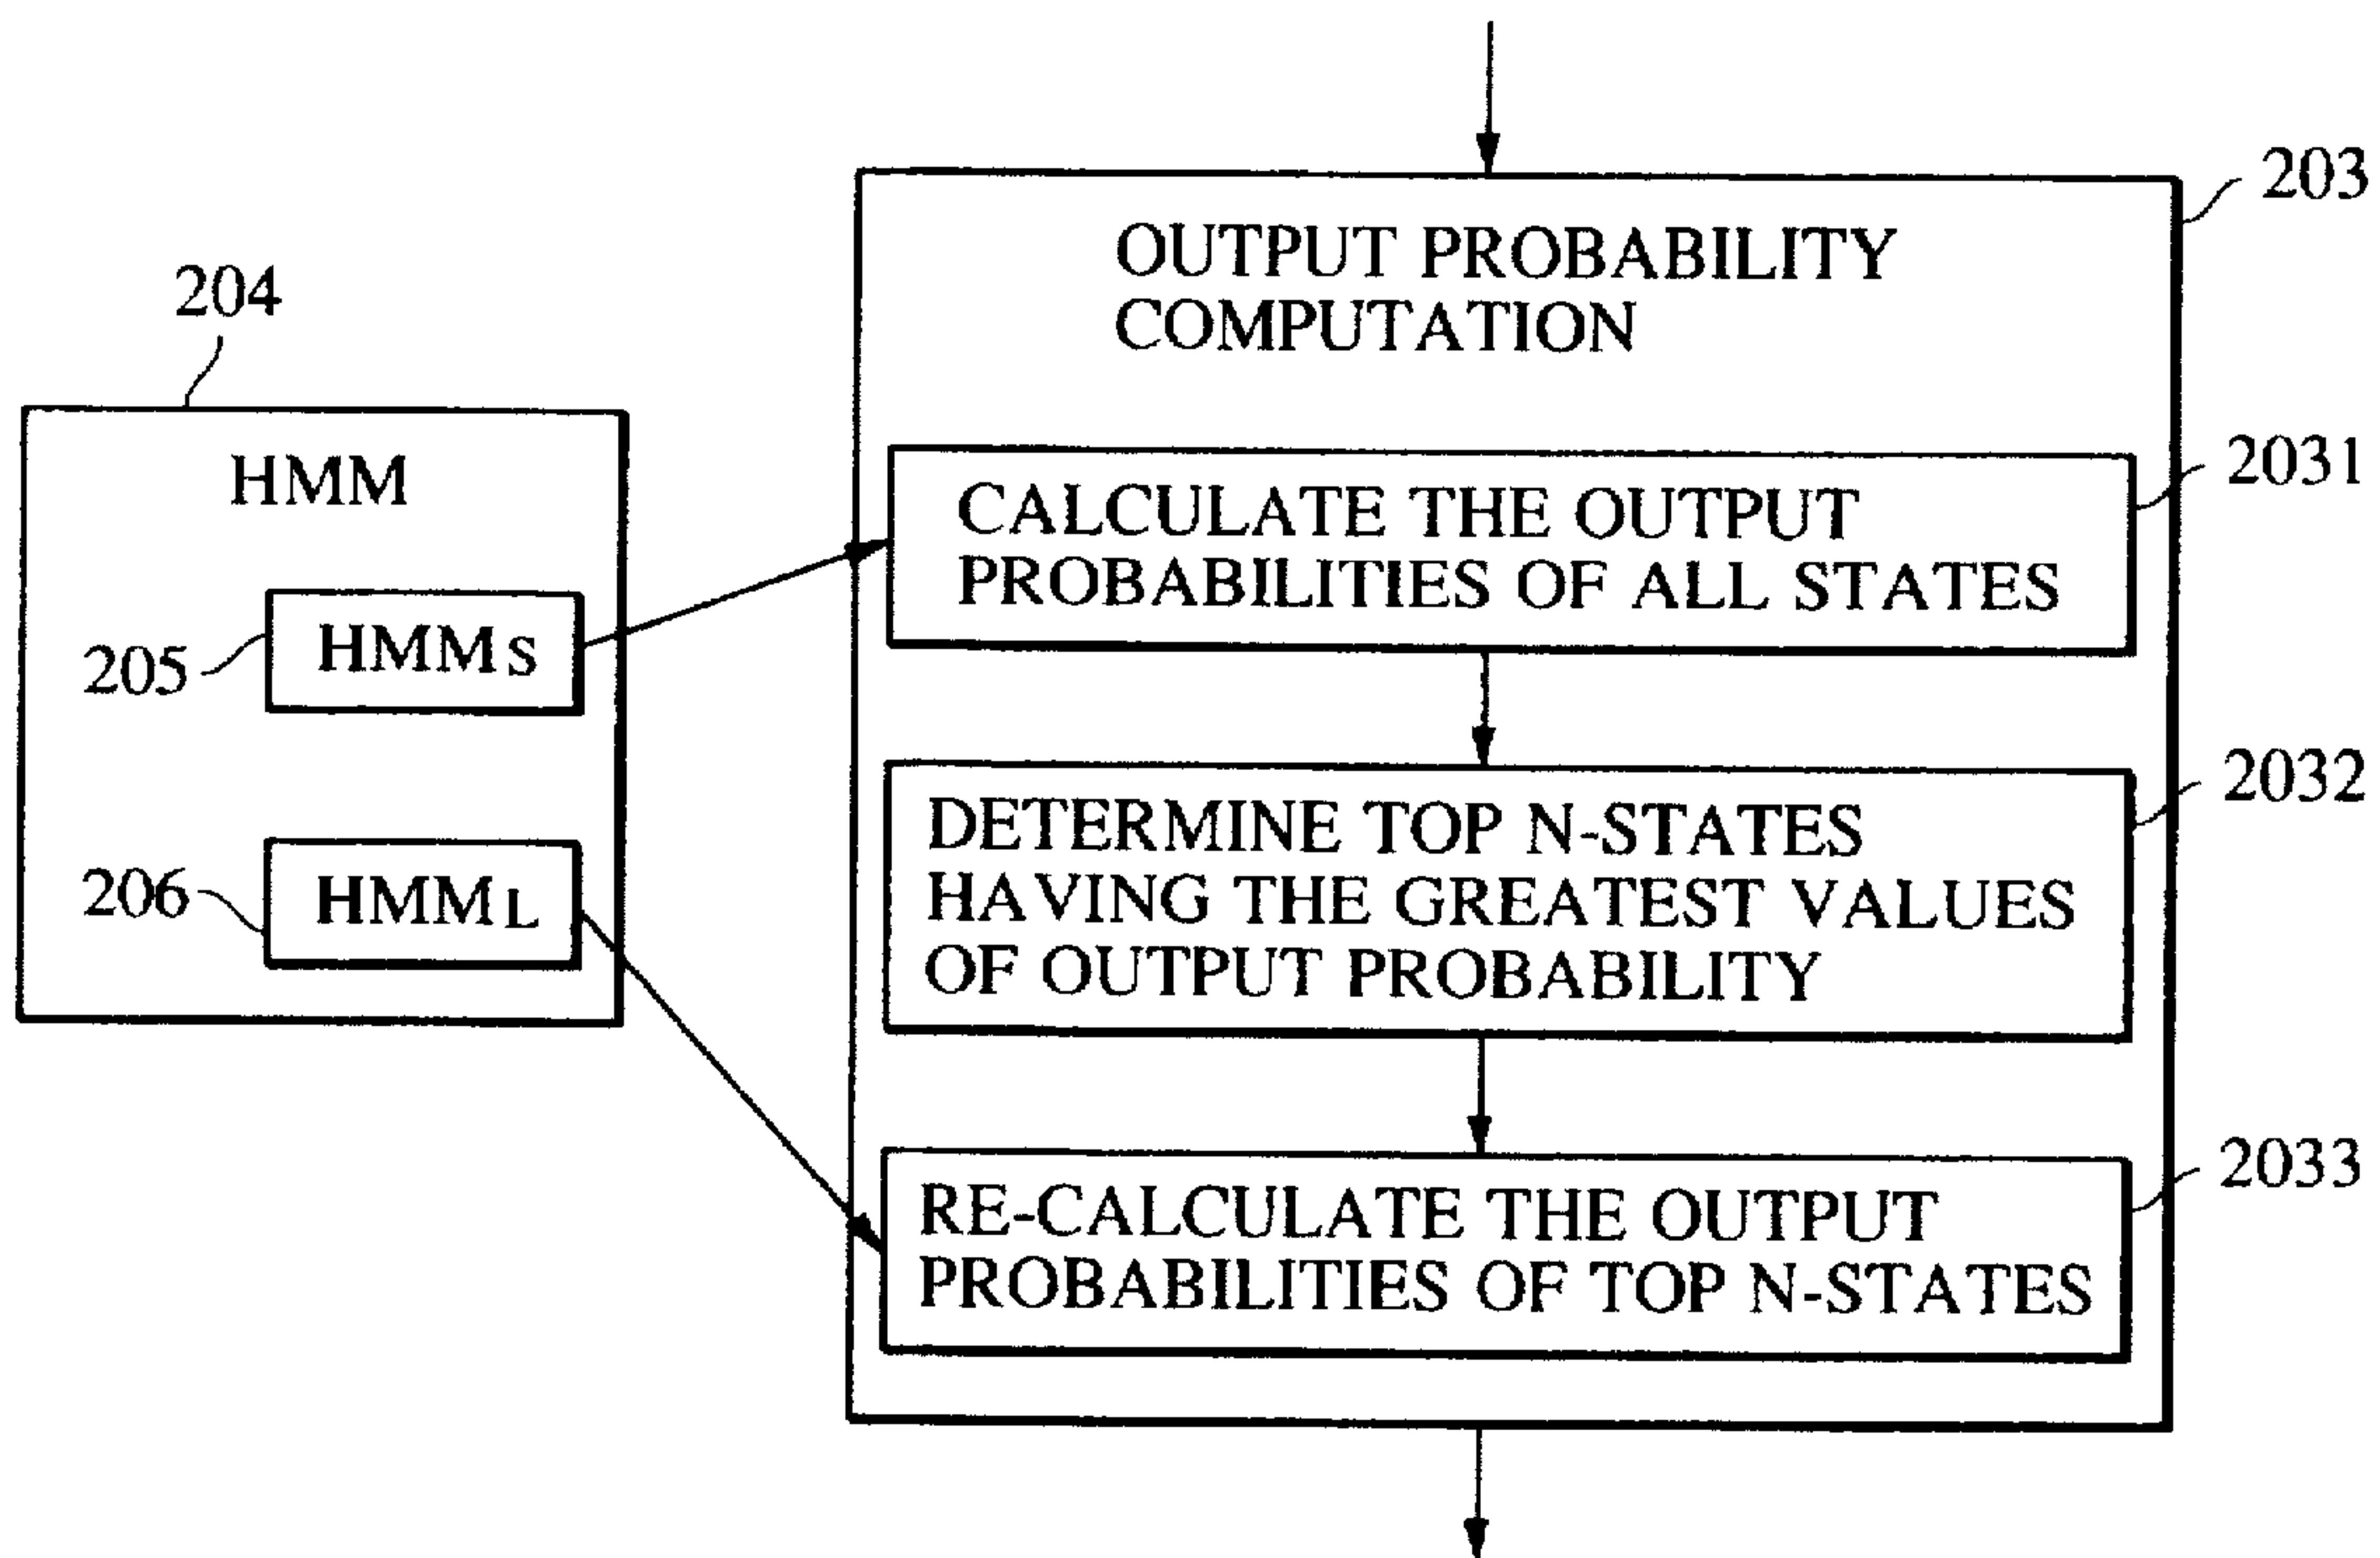 203
OUTPUT PROBABILITY
COMPUTATION
204
HMM
2031
CALCULATE THE OUTPUT
PROBABILITIES OF ALL STATES
205
HMMS
2032
DETERMINE TOP N-STATES
HAVING THE GREATEST VALUES
OF OUTPUT PROBABILITY
206
HMML
2033
RE-CALCULATE THE OUTPUT
PROBABILITIES OF TOP N-STATES